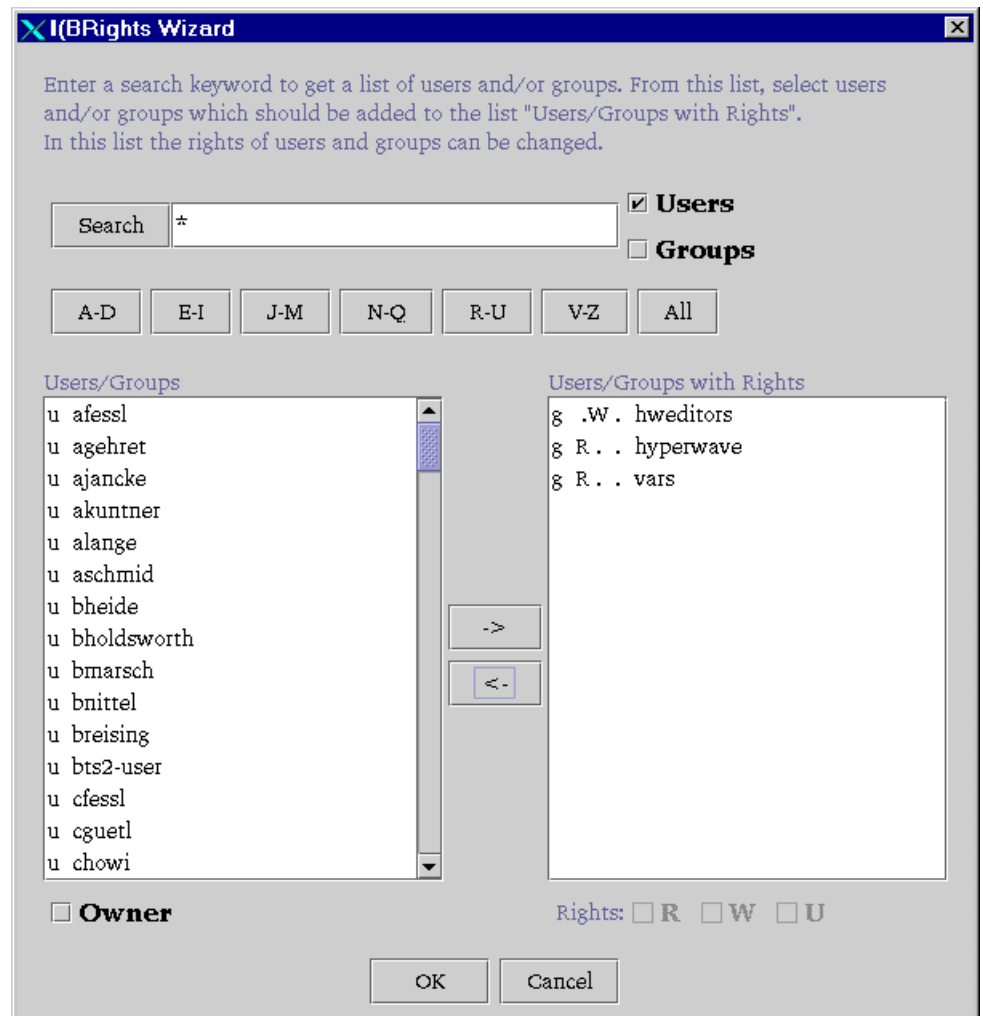 I(BRights Wizard
Enter a search keyword to get a list of users and/or groups. From this list, select users
and/or groups which should be added to the list "Users/Groups with Rights".
In this list the rights of users and groups can be changed.
Search
*
Users
Groups
A-D
E-I
J-M
N-Q
R-U
V-Z
All
Users/Groups
u afessl
u agehret
u ajancke
u akuntner
u alange
u aschmid
u bheide
u bholdsworth
u bmarsch
u bnittel
u breising
u bts2-user
u cfessl
u cguetl
u chowi
->
<-
Users/Groups with Rights
g .W. hweditors
g R.. hyperwave
g R.. vars
Owner
Rights: R W U
OK
Cancel